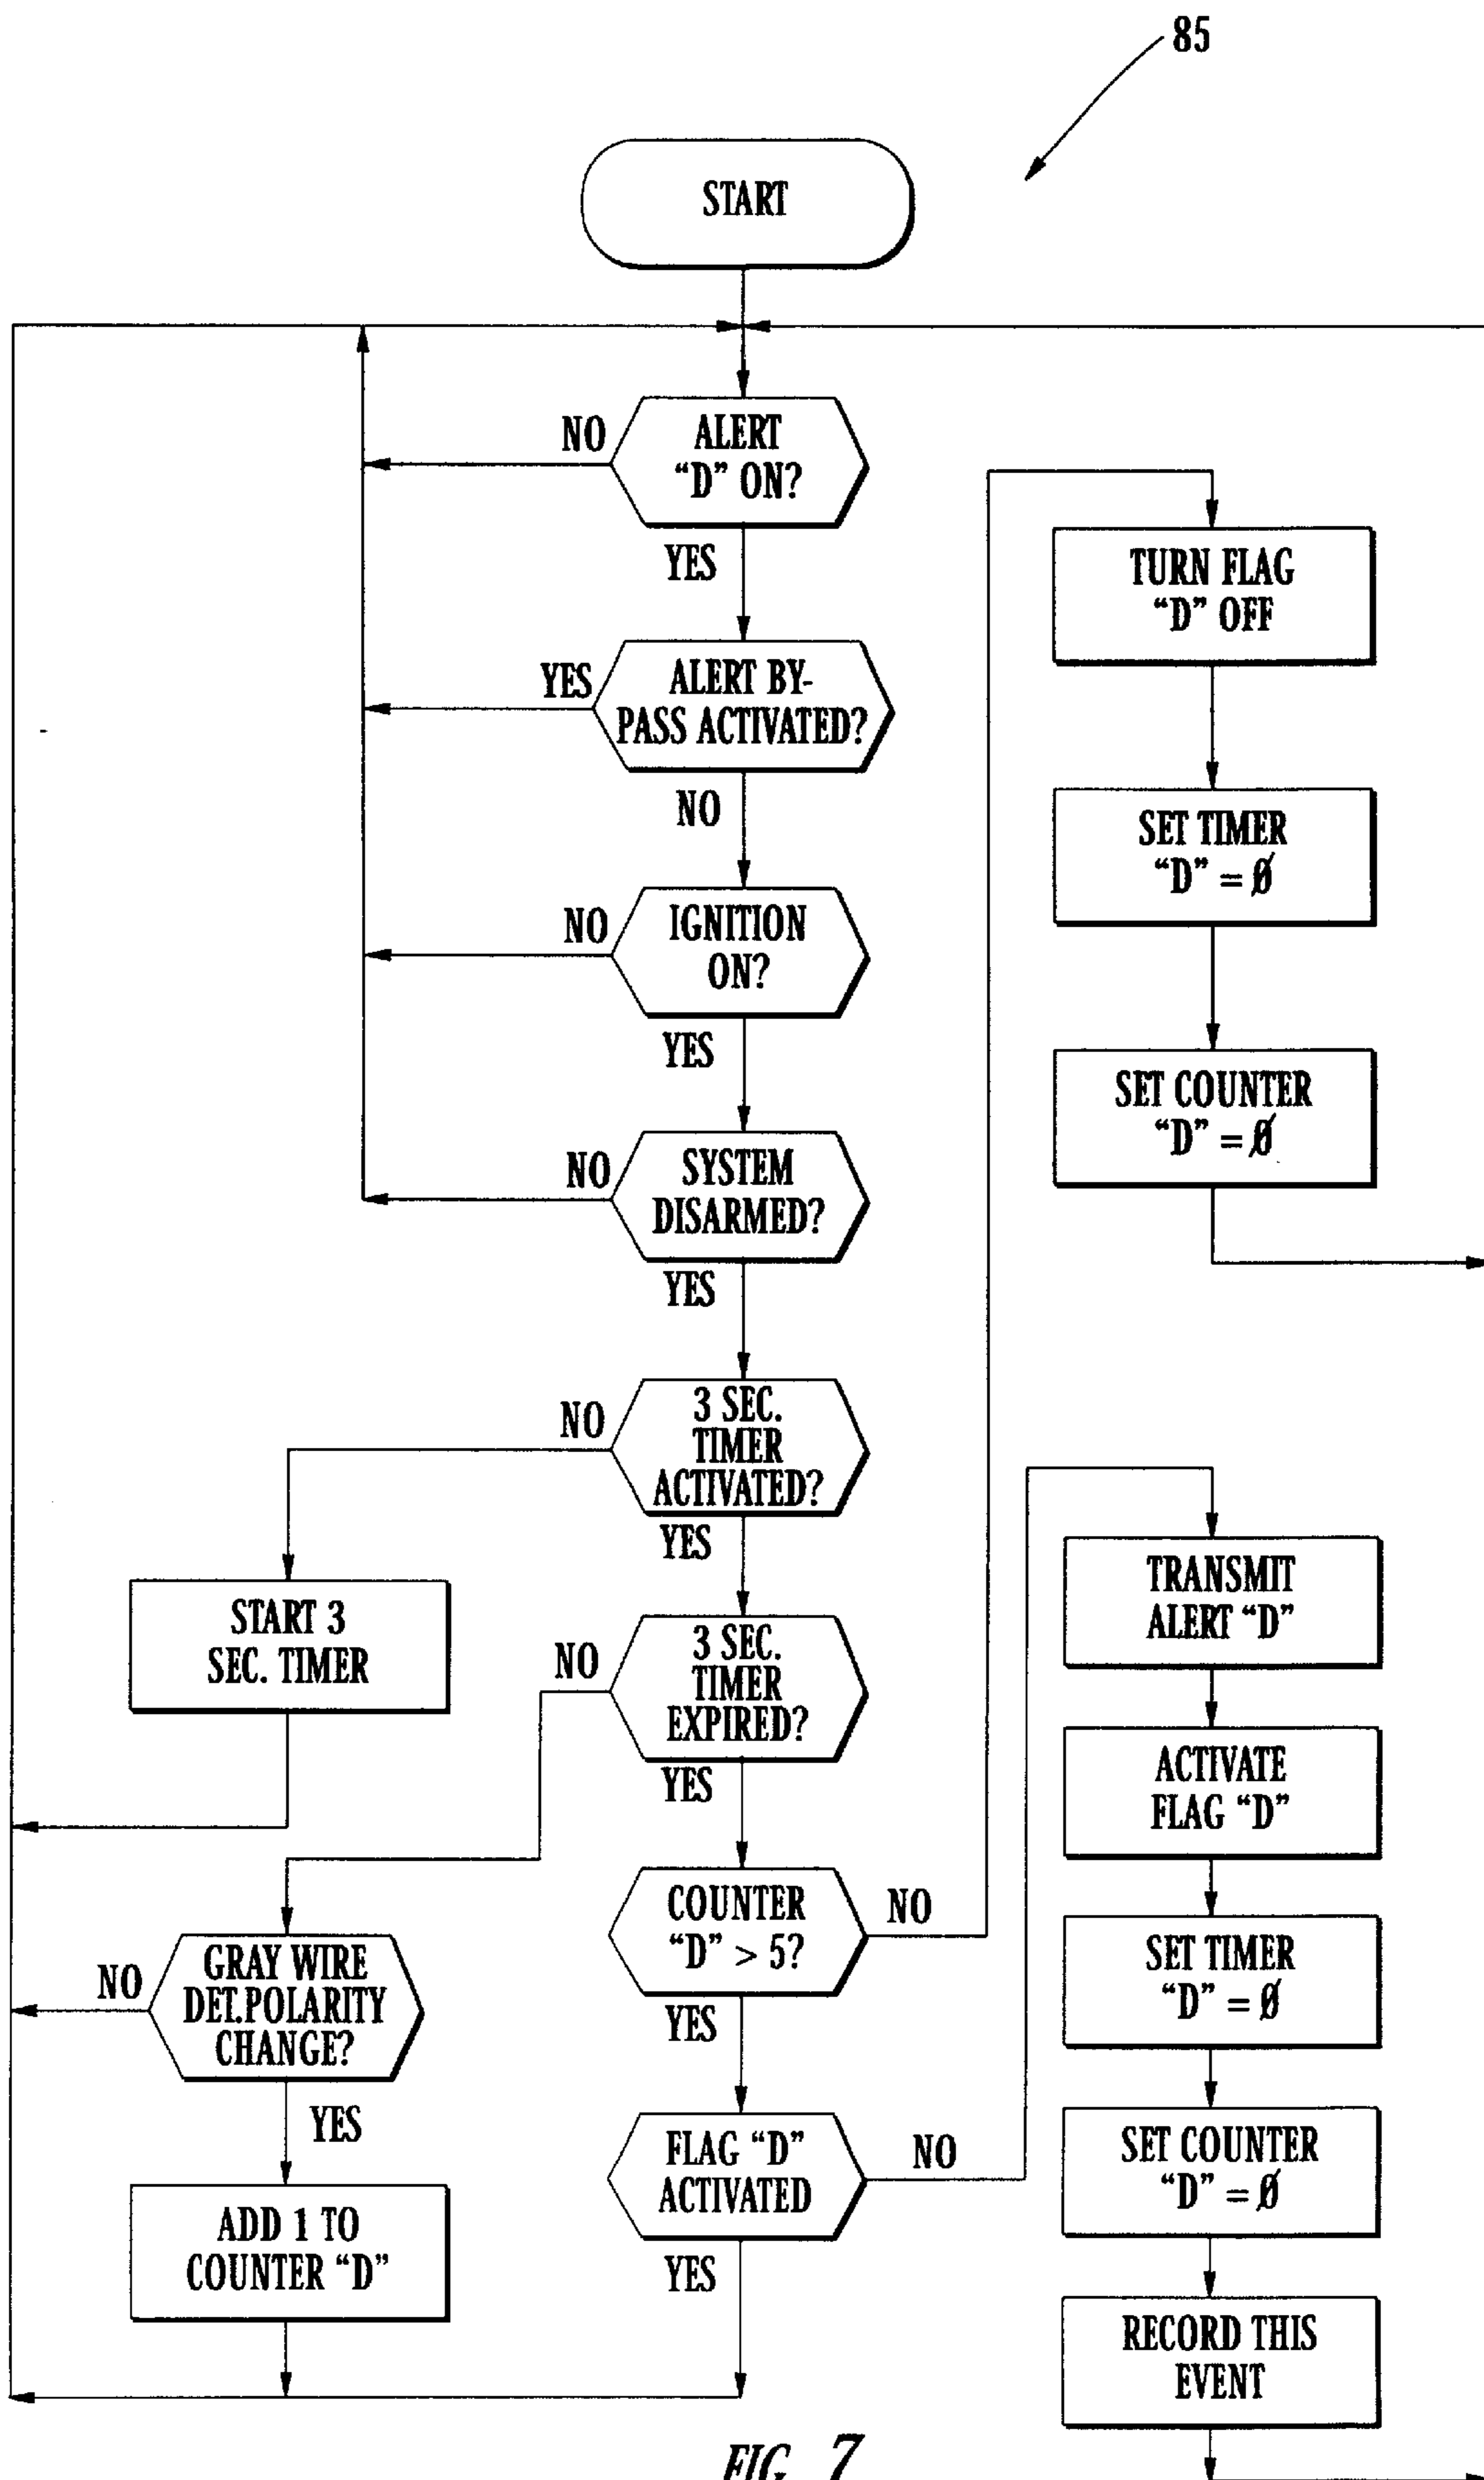 85
START
ALERT
“D” ON?
NO
YES
ALERT BY-
PASS ACTIVATED?
YES
NO
IGNITION
ON?
NO
YES
SYSTEM
DISARMED?
NO
YES
3 SEC.
TIMER
ACTIVATED?
NO
YES
START 3
SEC. TIMER
3 SEC.
TIMER
EXPIRED?
NO
YES
GRAY WIRE
DET.POLARITY
CHANGE?
NO
YES
ADD 1 TO
COUNTER “D”
COUNTER
“D” > 5?
NO
YES
FLAG “D”
ACTIVATED
NO
YES
TURN FLAG
“D” OFF
SET TIMER
“D” = Ø
SET COUNTER
“D” = Ø
TRANSMIT
ALERT “D”
ACTIVATE
FLAG “D”
SET TIMER
“D” = Ø
SET COUNTER
“D” = Ø
RECORD THIS
EVENT
FIG. 7